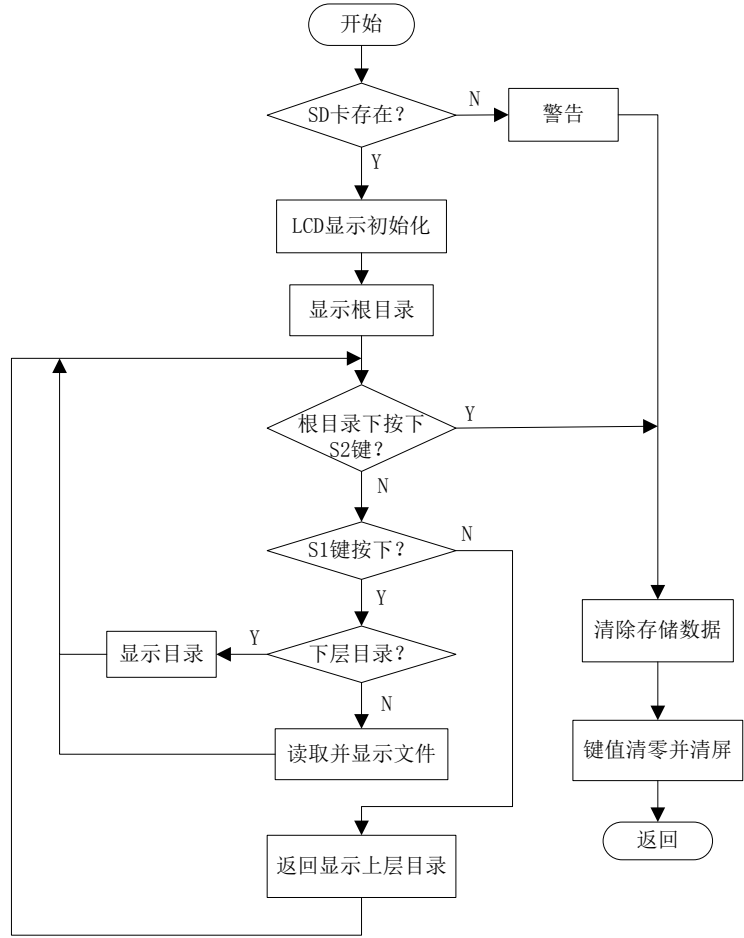 开始
SD卡存在？
N
警告
Y
LCD显示初始化
显示根目录
根目录下按下
S2键？
Y
N
S1键按下？
N
Y
下层目录？
Y
显示目录
N
读取并显示文件
返回显示上层目录
清除存储数据
键值清零并清屏
返回